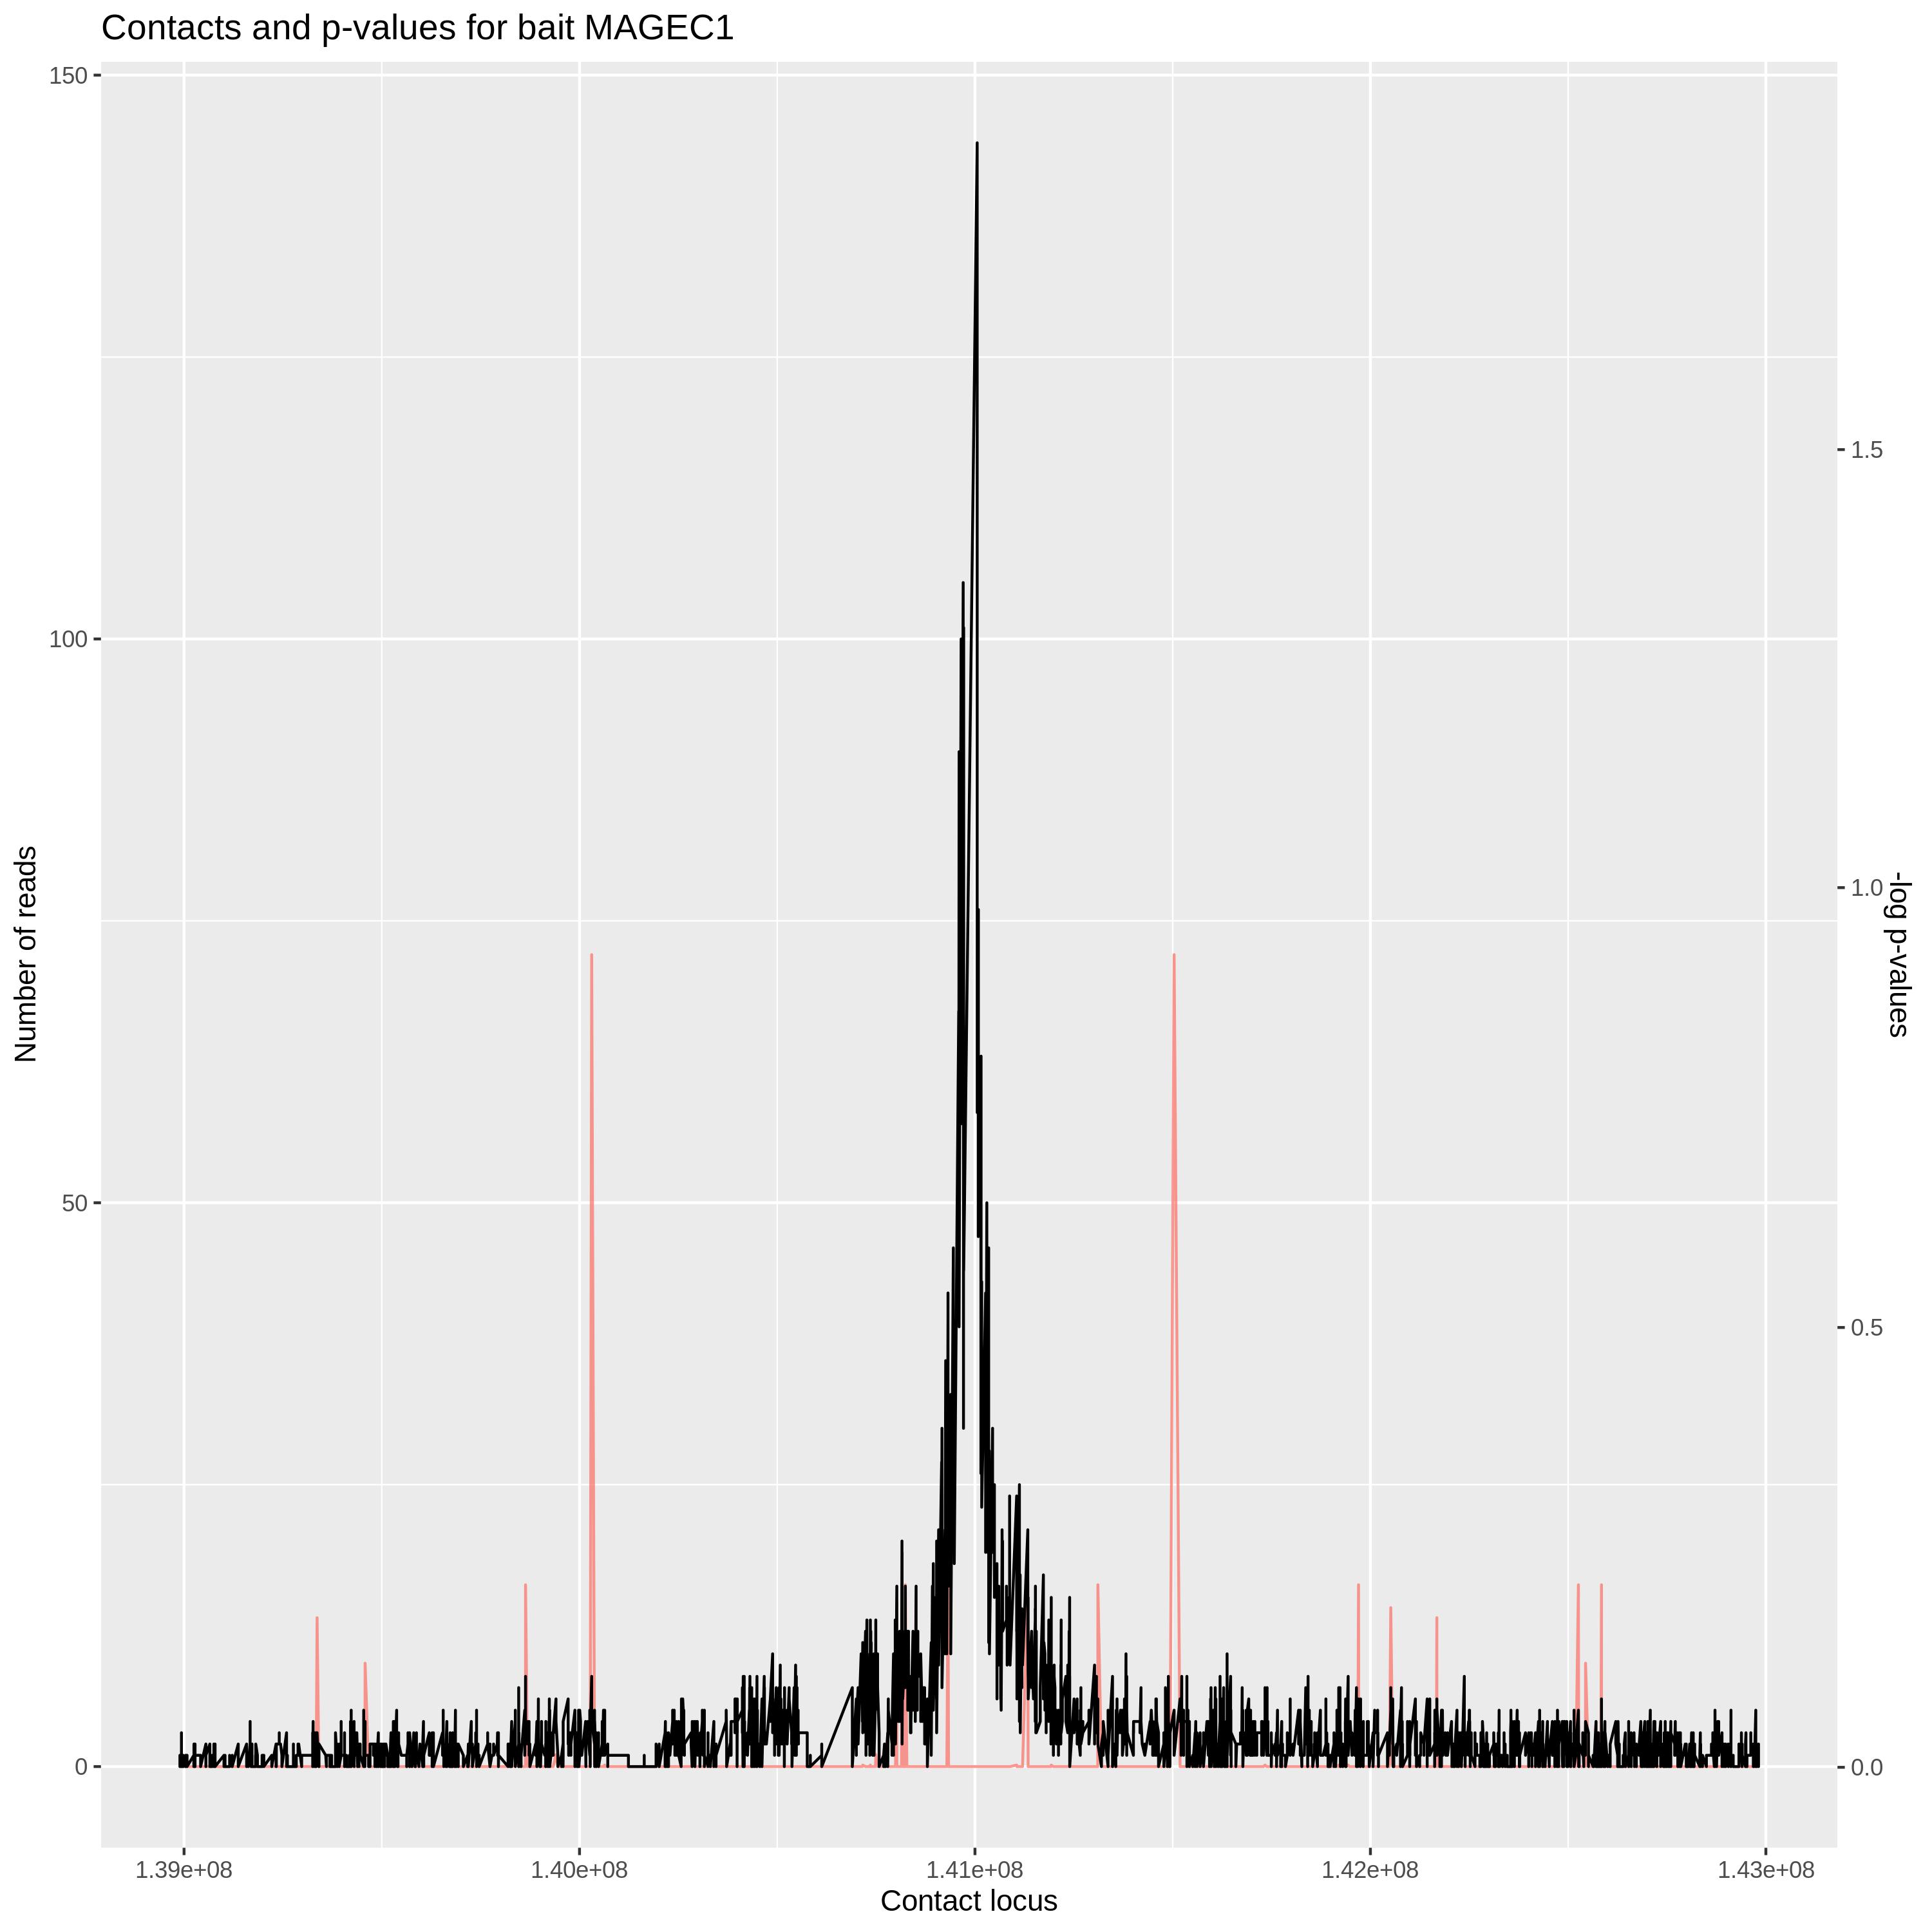 Contacts and p-values for bait MAGEC1
150
100
50
0
Number of reads
1.5
1.0
0.5
0.0
-log p-values
1.39e+08 1.40e+08 1.41e+08 1.42e+08 1.43e+08
Contact locus